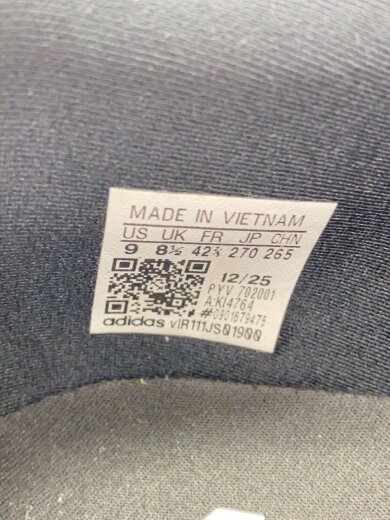 MADE IN VIETNAM
US UK FR JP CHN
9 8½ 42⅔ 270 265
12/25
PYV 702001
A:KI4764
#:0901679475
adidas vIR111JS01900